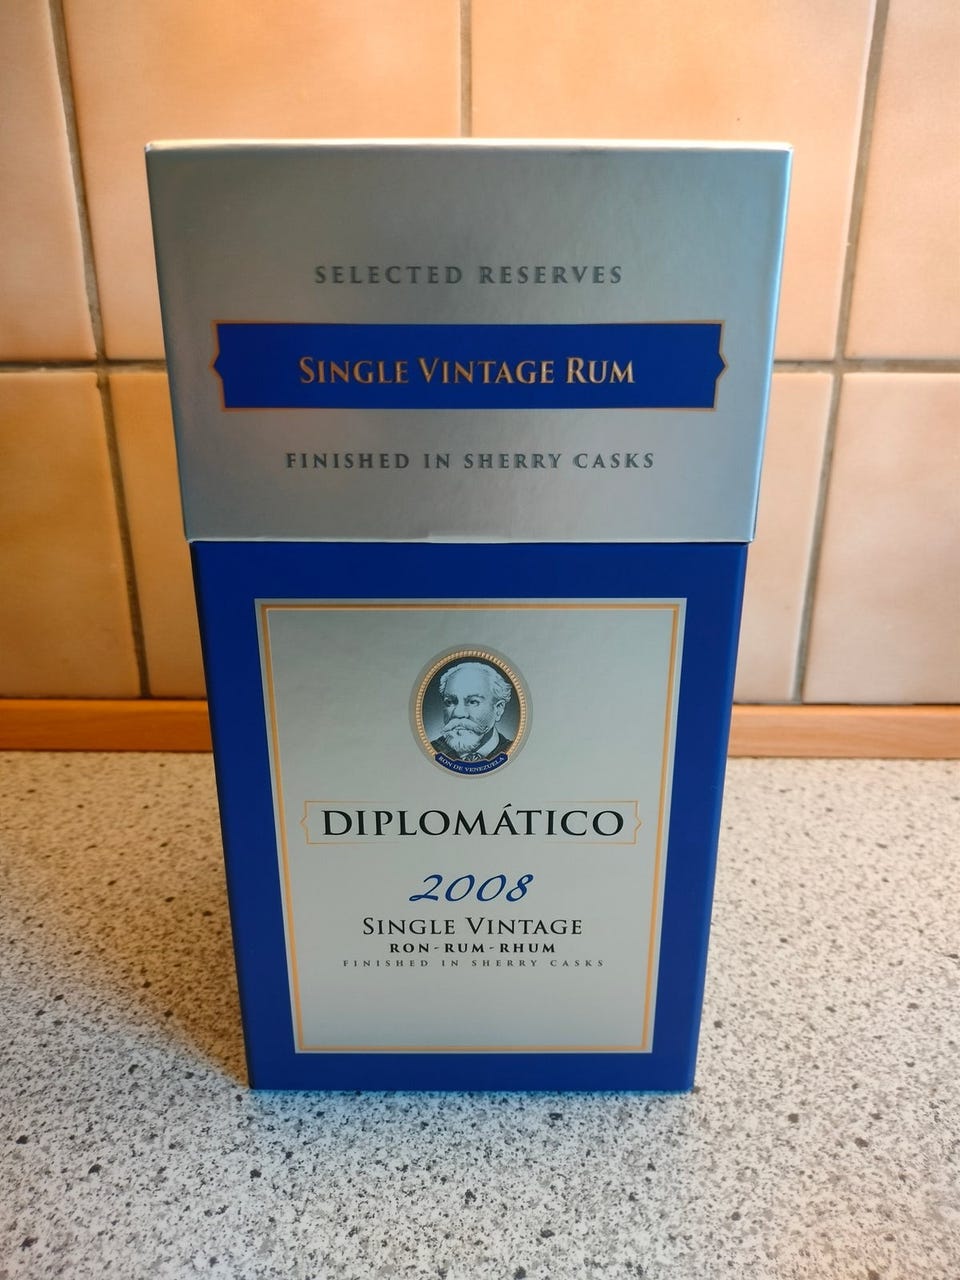 SELECTED RESERVES
SINGLE VINTAGE RUM
FINISHED IN SHERRY CASKS
RON DE VENEZUELA
DIPLOMÁTICO
2008
SINGLE VINTAGE
RON-RUM-RHUM
FINISHED IN SHERRY CASKS